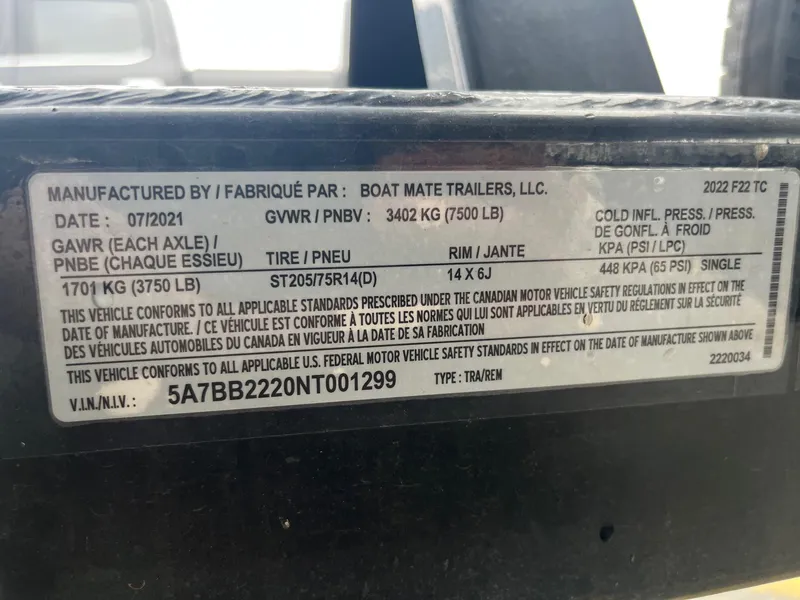 MANUFACTURED BY / FABRIQUÉ PAR : BOAT MATE TRAILERS, LLC. 2022 F22 TC
DATE : 07/2021 GVWR / PNBV : 3402 KG (7500 LB) COLD INFL. PRESS. / PRESS.
DE GONFL. À FROID
GAWR (EACH AXLE) /
PNBE (CHAQUE ESSIEU) TIRE / PNEU RIM / JANTE KPA (PSI / LPC)
1701 KG (3750 LB) ST205/75R14(D) 14 X 6J 448 KPA (65 PSI) SINGLE
THIS VEHICLE CONFORMS TO ALL APPLICABLE STANDARDS PRESCRIBED UNDER THE CANADIAN MOTOR VEHICLE SAFETY REGULATIONS IN EFFECT ON THE
DATE OF MANUFACTURE. / CE VÉHICULE EST CONFORME À TOUTES LES NORMES QUI LUI SONT APPLICABLES EN VERTU DU RÉGLEMENT SUR LA SÉCURITÉ
DES VÉHICULES AUTOMOBILES DU CANADA EN VIGUEUR À LA DATE DE SA FABRICATION
THIS VEHICLE CONFORMS TO ALL APPLICABLE U.S. FEDERAL MOTOR VEHICLE SAFETY STANDARDS IN EFFECT ON THE DATE OF MANUFACTURE SHOWN ABOVE
V.I.N./N.I.V.: 5A7BB2220NT001299 TYPE : TRA/REM 2220034